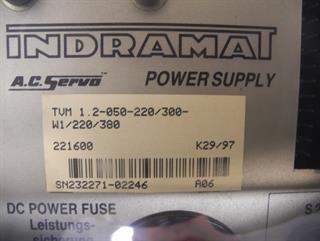 INDRAMAT
A.C. Servo POWER SUPPLY
TVM 1.2-050-220/300-
W1/220/380
221600 K29/97
SN232271-02246 A06
DC POWER FUSE
Leistungs-